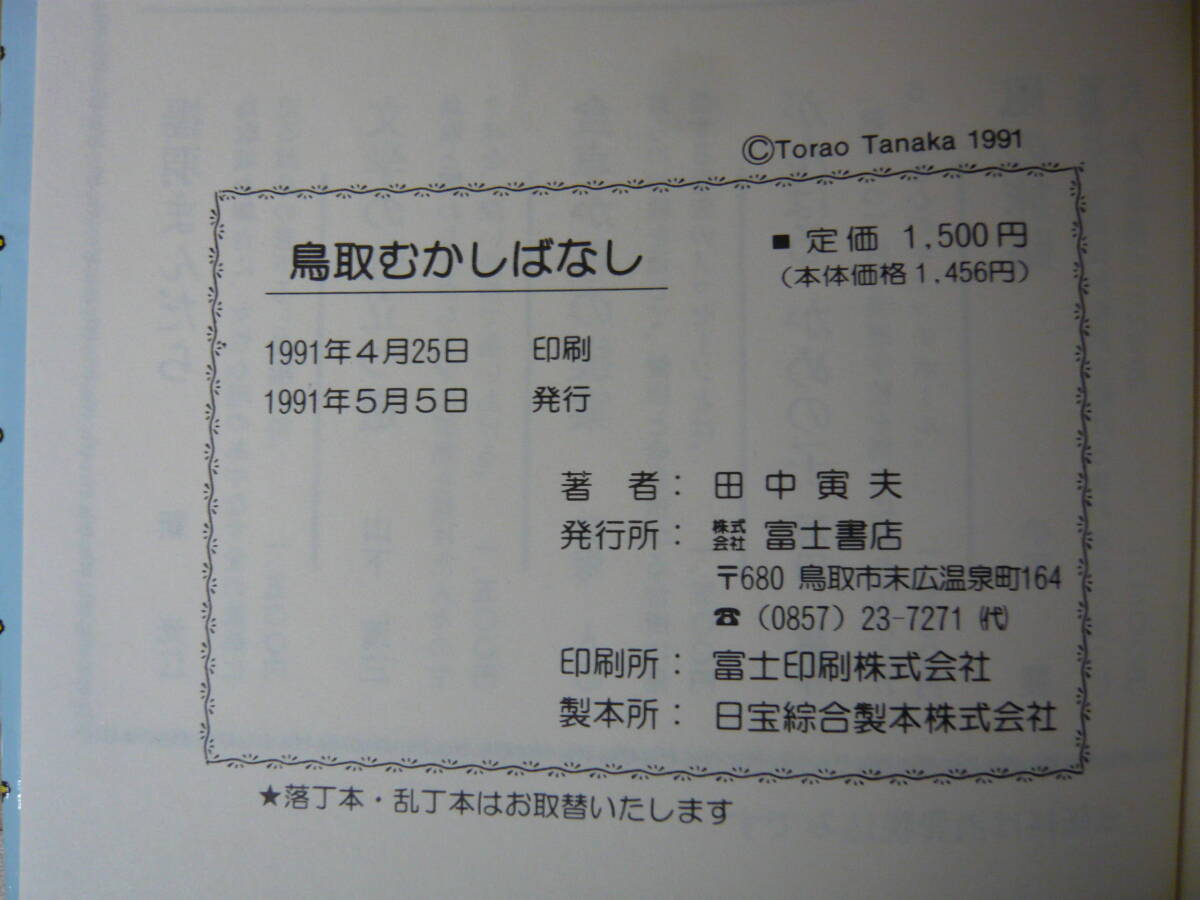 ©Torao Tanaka 1991
鳥取むかしばなし
■ 定価 1,500円
(本体価格1,456円)
1991年4月25日 印刷
1991年5月5日 発行
著者: 田中寅夫
発行所: 株式会社 富士書店
〒680 鳥取市末広温泉町164
☎ (0857) 23-7271 ㈹
印刷所: 富士印刷株式会社
製本所: 日宝綜合製本株式会社
★落丁本・乱丁本はお取替いたします